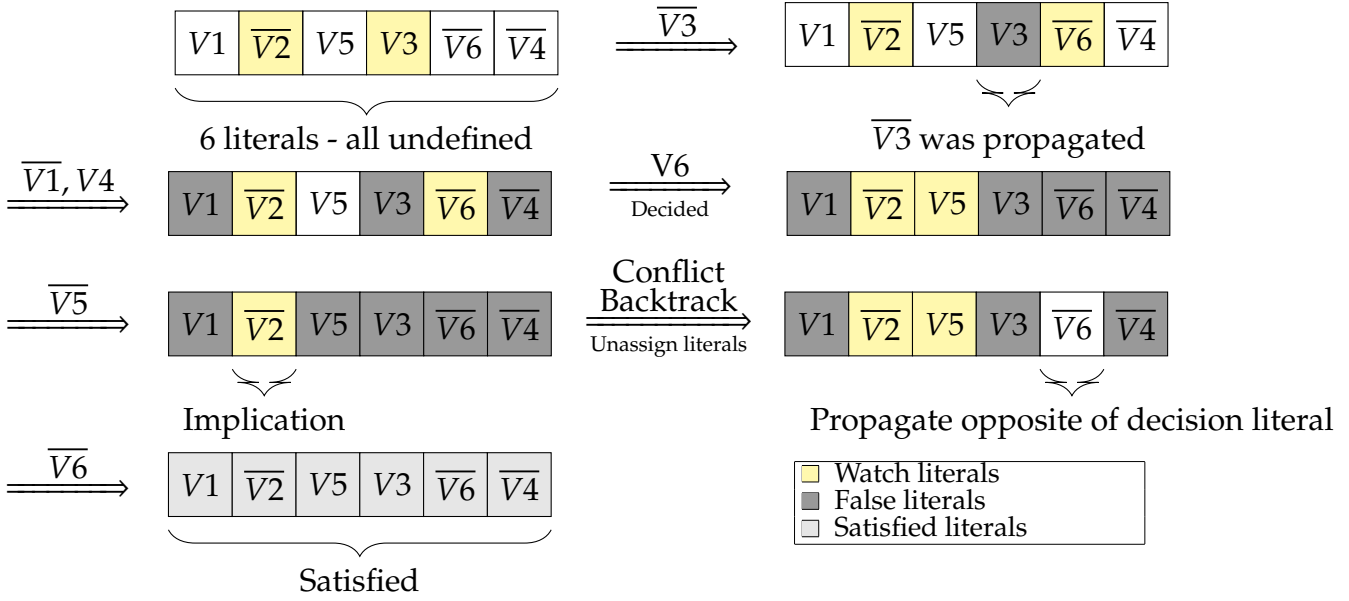 V1 V̅2̅ V5 V3 V̅6̅ V̅4̅
V̅3̅
V1 V̅2̅ V5 V3 V̅6̅ V̅4̅
6 literals - all undefined
V̅3̅ was propagated
V̅1̅, V4
V1 V̅2̅ V5 V3 V̅6̅ V̅4̅
V6
Decided
V1 V̅2̅ V5 V3 V̅6̅ V̅4̅
V̅5̅
V1 V̅2̅ V5 V3 V̅6̅ V̅4̅
Conflict
Backtrack
Unassign literals
V1 V̅2̅ V5 V3 V̅6̅ V̅4̅
Implication
Propagate opposite of decision literal
V̅6̅
V1 V̅2̅ V5 V3 V̅6̅ V̅4̅
Satisfied
Watch literals
False literals
Satisfied literals